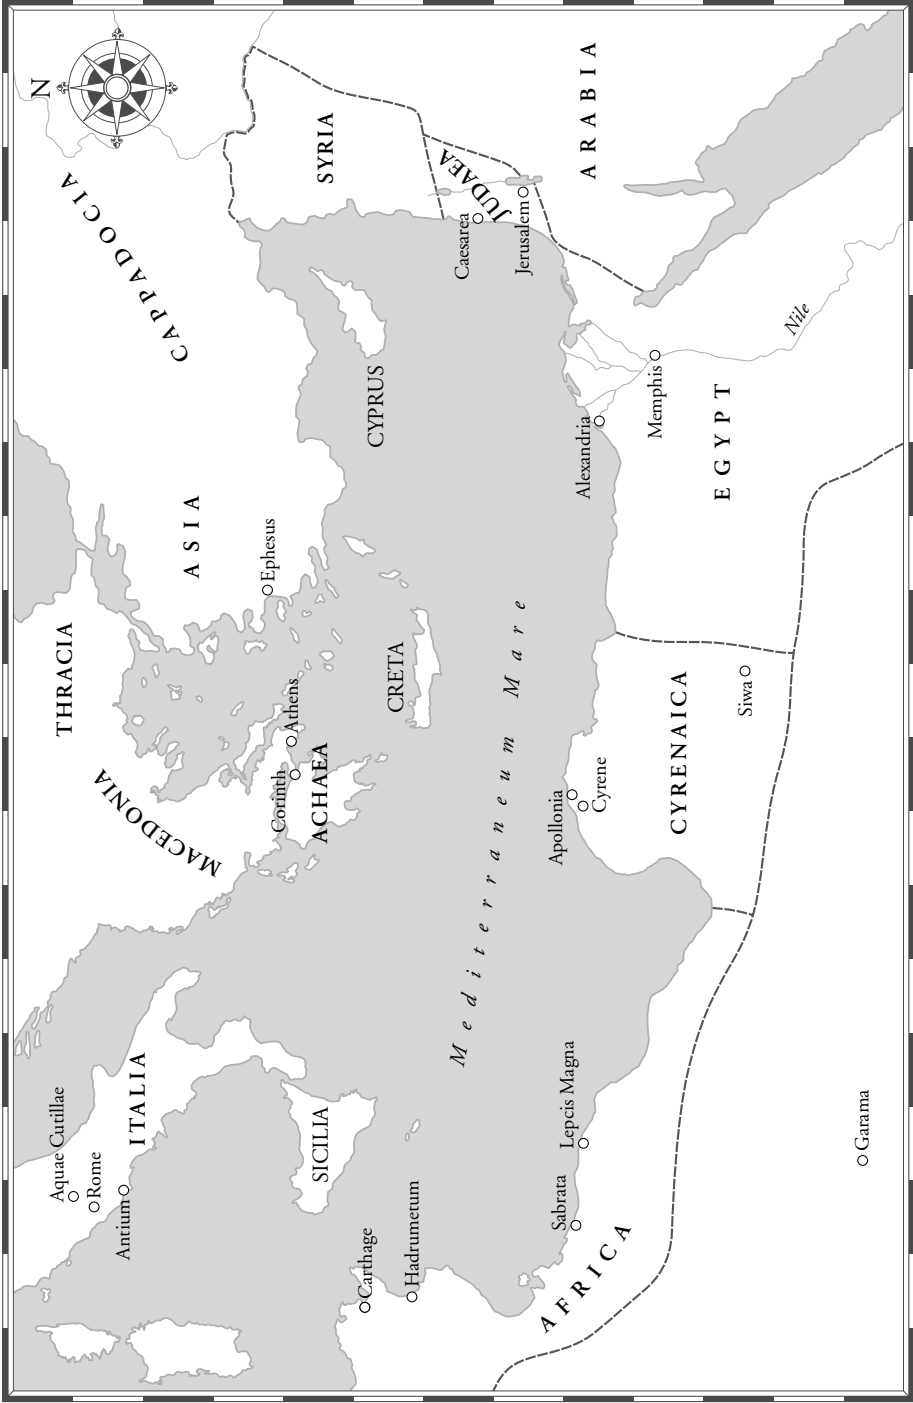 N
Aquae Cutillae
Rome
Antium
ITALIA
SICILIA
Carthage
Hadrumetum
MACEDONIA
THRACIA
ACHAEA
Corinth
Athens
CRETA
ASIA
Ephesus
CAPPADOCIA
CYPRUS
SYRIA
JUDAEA
Caesarea
Jerusalem
ARABIA
Mediterraneum Mare
Sabrata
Lepcis Magna
AFRICA
Garama
Apollonia
Cyrene
CYRENAICA
Siwa
Alexandria
Memphis
EGYPT
Nile